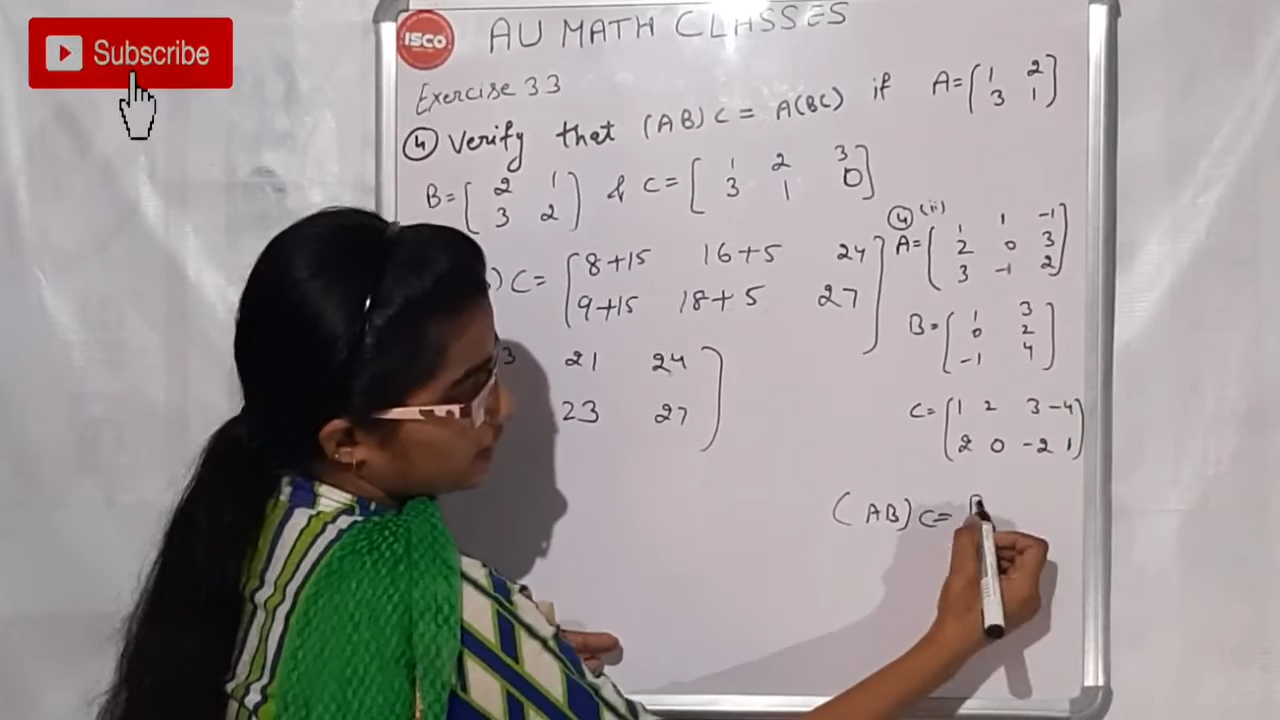 Subscribe
ISCO
AU MATH CLASSES
Exercise 33
④ Verify that (AB)C = A(BC) if A=[1 2
3 1]
B=[2 1
3 2] & C=[1 2 3
3 1 0]
) C= [8+15 16+5 24
9+15 18+5 27]
3 21 24
23 27]
④ (ii)
A=[1 1 -1
2 0 3
3 -1 2]
B=[1 3
0 2
-1 4]
C=[1 2 3 -4
2 0 -2 1]
(AB)C=